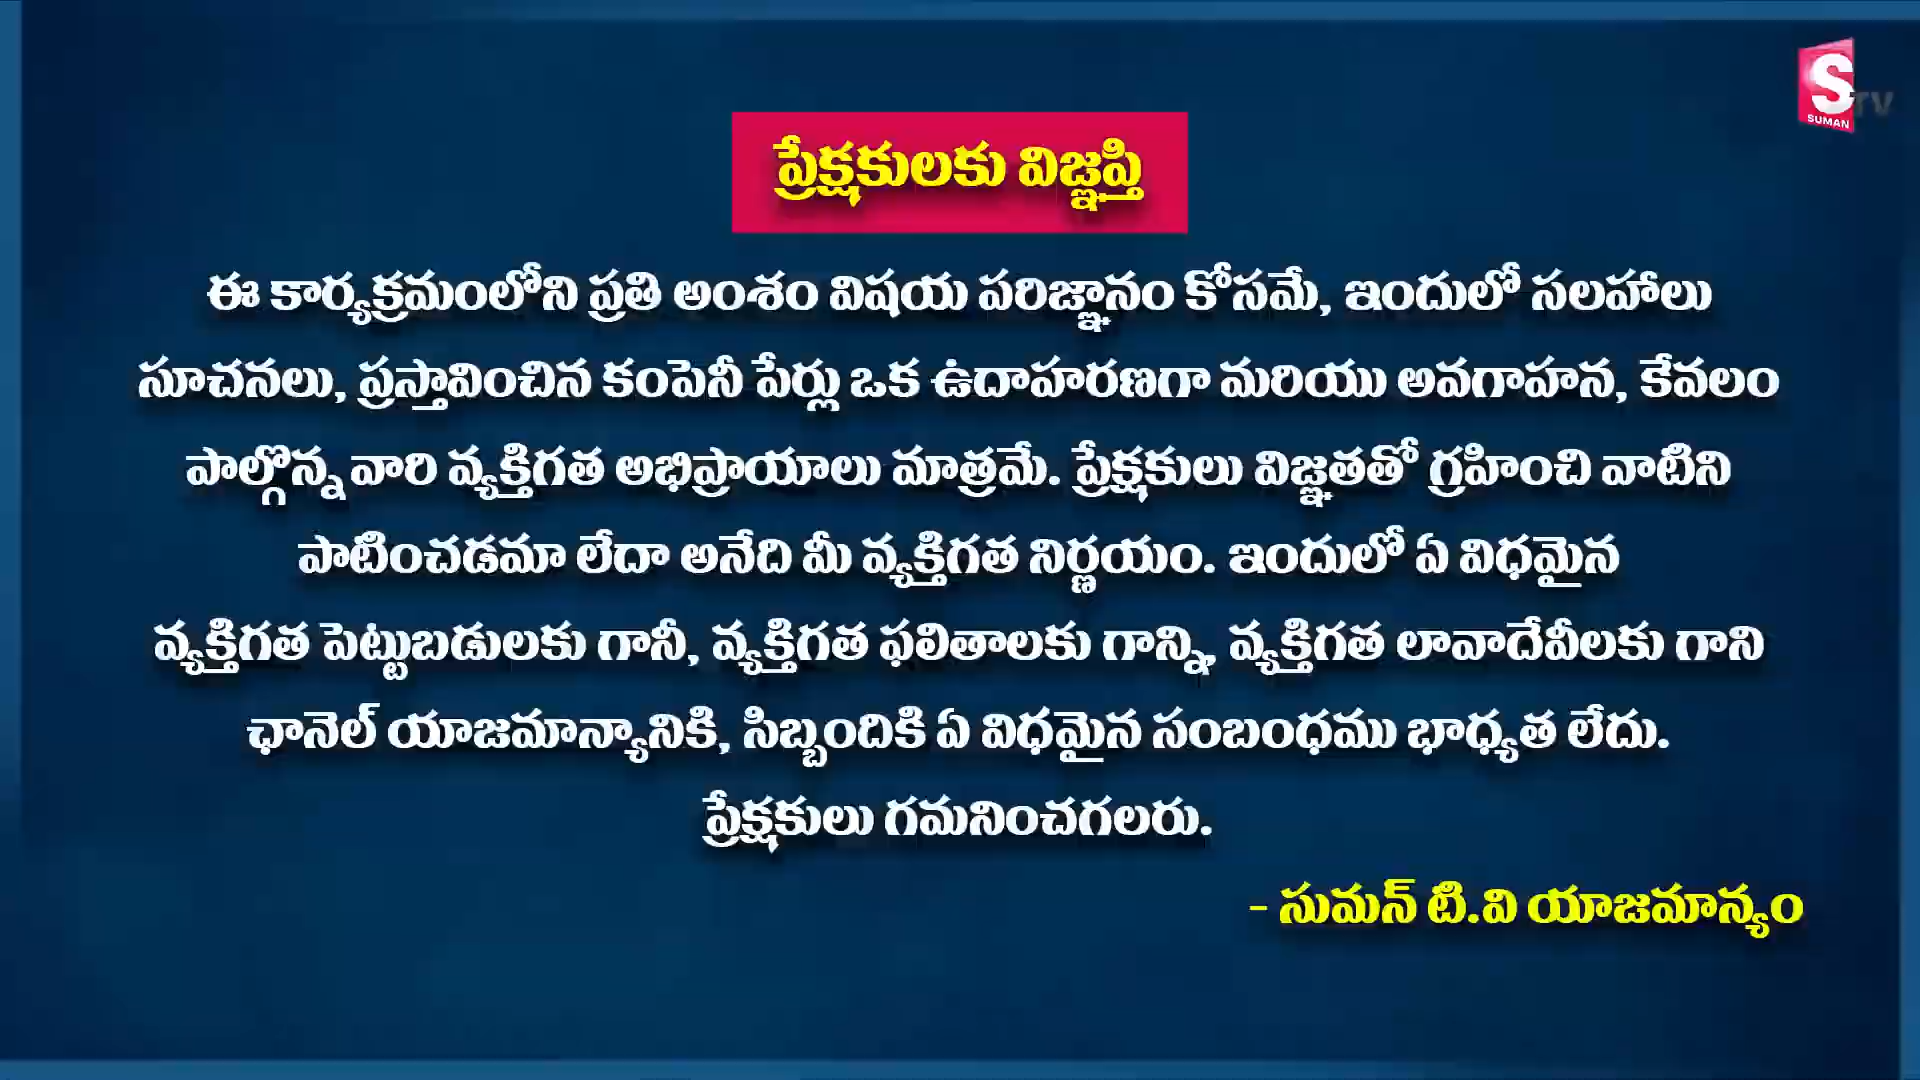 S
SUMAN
TV
ప్రేక్షకులకు విజ్ఞప్తి
ఈ కార్యక్రమంలోని ప్రతి అంశం విషయ పరిజ్ఞానం కోసమే, ఇందులో సలహాలు
సూచనలు, ప్రస్తావించిన కంపెనీ పేర్లు ఒక ఉదాహరణగా మరియు అవగాహన, కేవలం
పాల్గొన్న వారి వ్యక్తిగత అభిప్రాయాలు మాత్రమే. ప్రేక్షకులు విజ్ఞతతో గ్రహించి వాటిని
పాటించడమా లేదా అనేది మీ వ్యక్తిగత నిర్ణయం. ఇందులో ఏ విధమైన
వ్యక్తిగత పెట్టుబడులకు గానీ, వ్యక్తిగత ఫలితాలకు గాన్ని, వ్యక్తిగత లావాదేవీలకు గాని
ఛానెల్ యాజమాన్యానికి, సిబ్బందికి ఏ విధమైన సంబంధము భాధ్యత లేదు.
ప్రేక్షకులు గమనించగలరు.
- సుమన్ టి.వి యాజమాన్యం